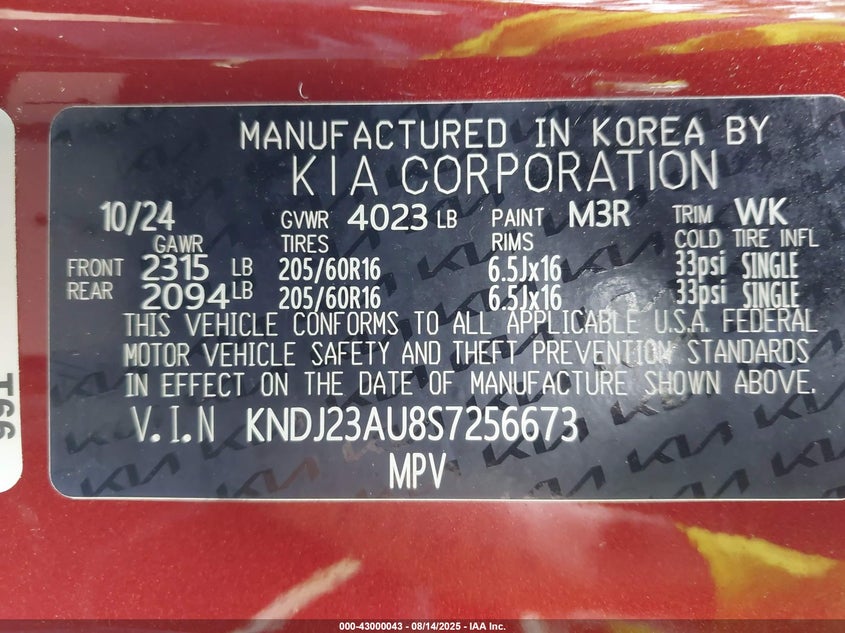 MANUFACTURED IN KOREA BY
KIA CORPORATION
10/24 GVWR 4023 LB PAINT M3R TRIM WK
GAWR TIRES RIMS COLD TIRE INFL
FRONT 2315 LB 205/60R16 6.5Jx16 33psi SINGLE
REAR 2094 LB 205/60R16 6.5Jx16 33psi SINGLE
THIS VEHICLE CONFORMS TO ALL APPLICABLE U.S.A. FEDERAL
MOTOR VEHICLE SAFETY AND THEFT PREVENTION STANDARDS
IN EFFECT ON THE DATE OF MANUFACTURE SHOWN ABOVE.
V.I.N KNDJ23AU8S7256673
MPV
T66
000-43000043 - 08/14/2025 - IAA Inc.